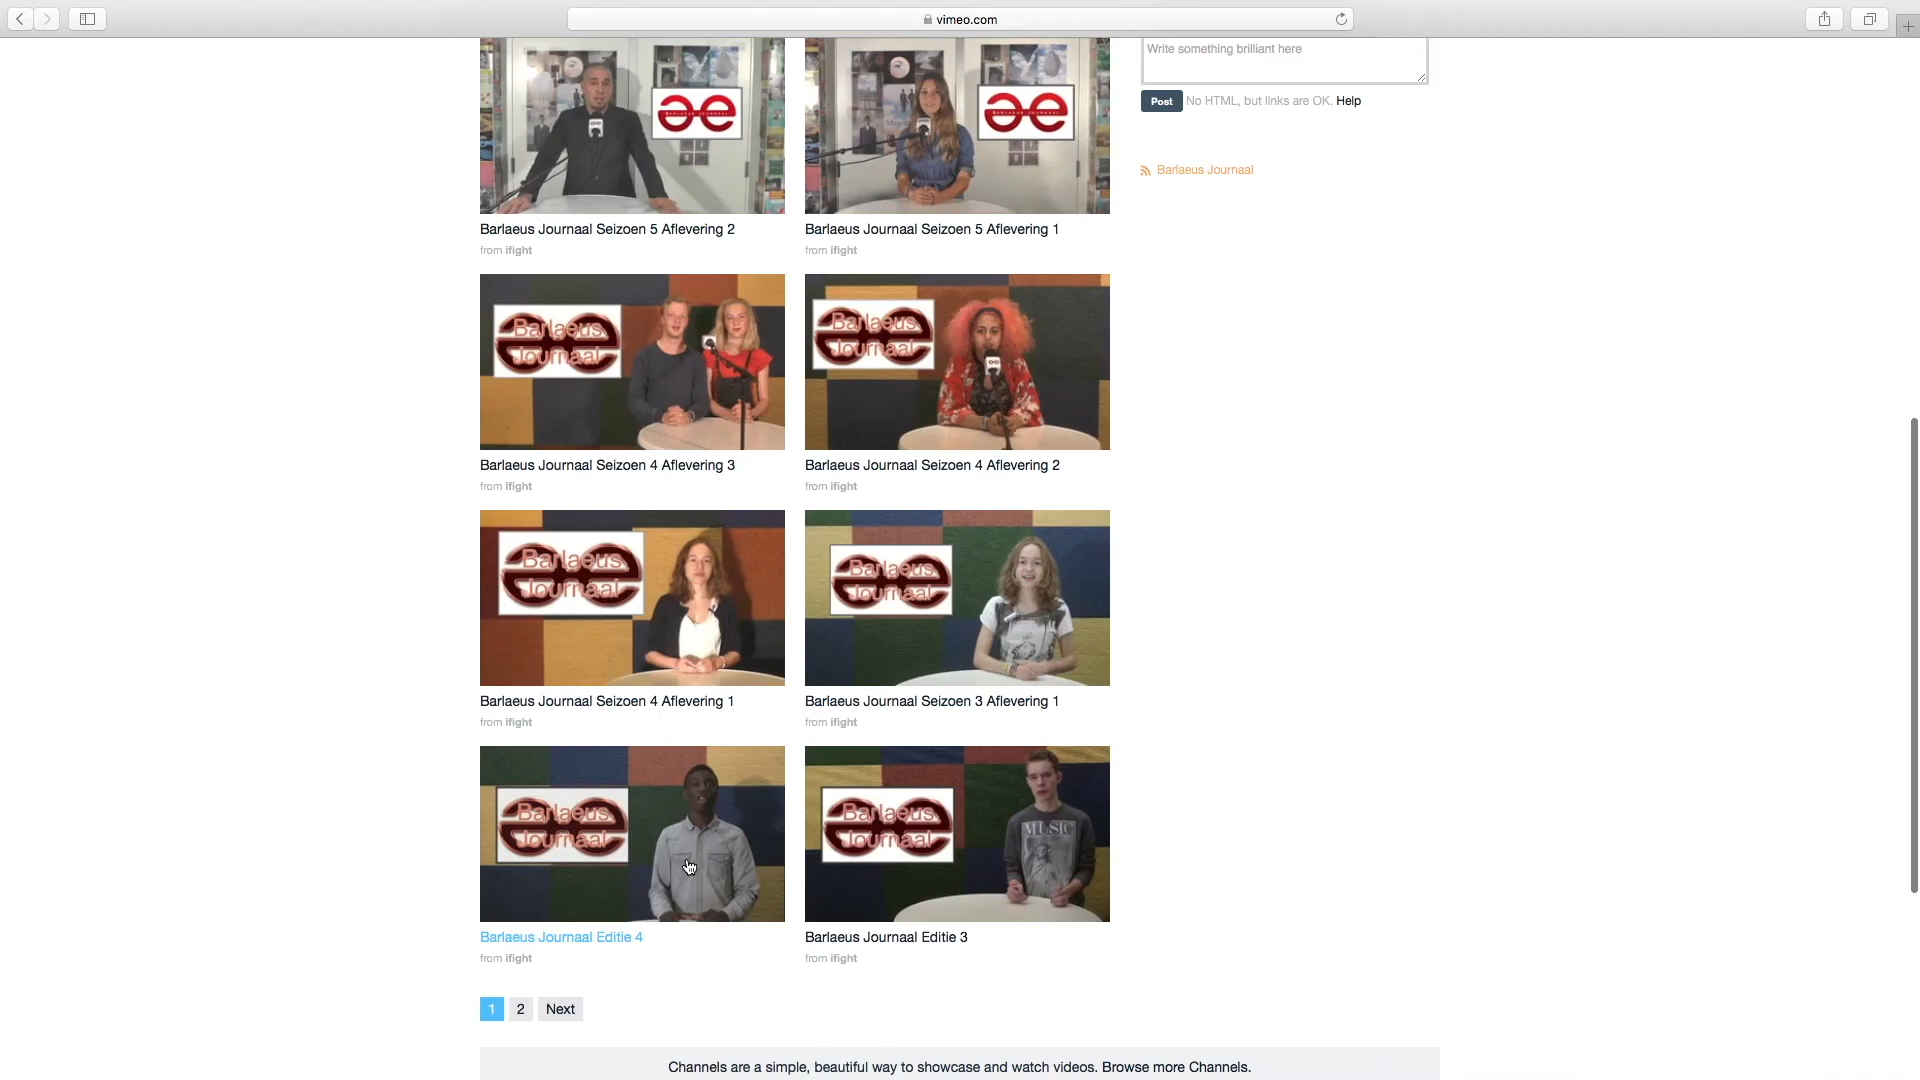 vimeo.com
Write something brilliant here
Post No HTML, but links are OK. Help
Barlaeus Journaal
BARLAEUS JOURNAAL
BARLAEUS JOURNAAL
Barlaeus Journaal Seizoen 5 Aflevering 2
from ifight
Barlaeus Journaal Seizoen 5 Aflevering 1
from ifight
Barlaeus
Journaal
Barlaeus
Journaal
Barlaeus Journaal Seizoen 4 Aflevering 3
from ifight
Barlaeus Journaal Seizoen 4 Aflevering 2
from ifight
Barlaeus
Journaal
Barlaeus
Journaal
Barlaeus Journaal Seizoen 4 Aflevering 1
from ifight
Barlaeus Journaal Seizoen 3 Aflevering 1
from ifight
Barlaeus
Journaal
Barlaeus
Journaal
MUSIC
Barlaeus Journaal Editie 4
from ifight
Barlaeus Journaal Editie 3
from ifight
1 2 Next
Channels are a simple, beautiful way to showcase and watch videos. Browse more Channels.